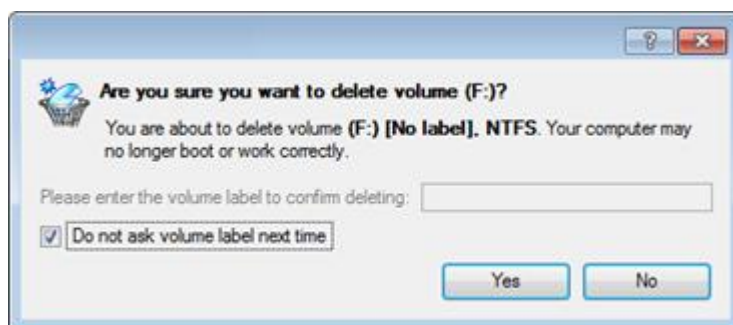 Are you sure you want to delete volume (F:)?
You are about to delete volume (F:) [No label], NTFS. Your computer may
no longer boot or work correctly.
Please enter the volume label to confirm deleting:
Do not ask volume label next time
Yes No